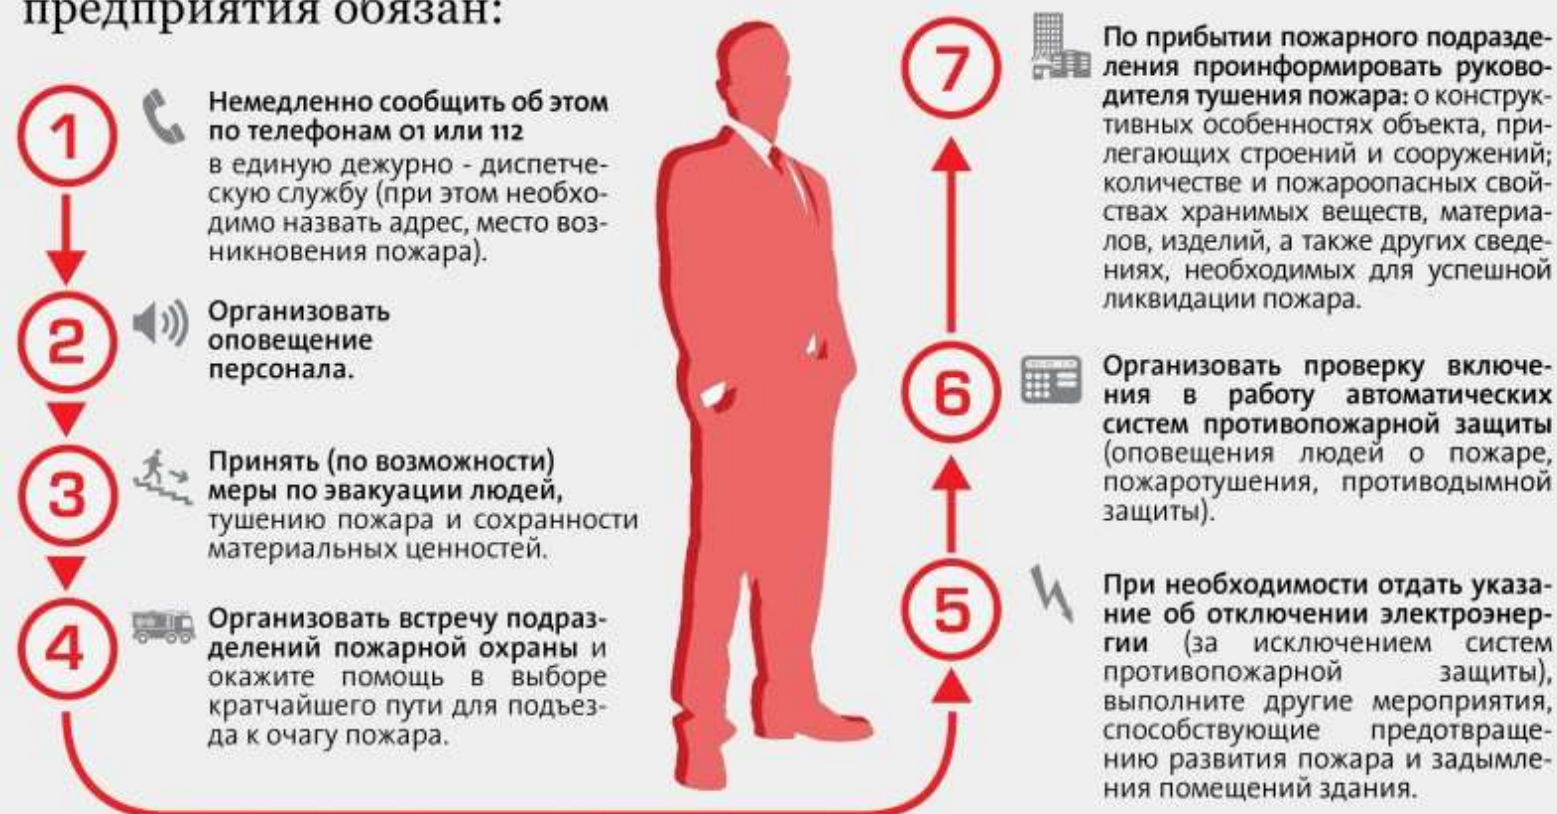 предприятия обязан:
1
Немедленно сообщить об этом
по телефонам 01 или 112
в единую дежурно - диспетче-
скую службу (при этом необхо-
димо назвать адрес, место воз-
никновения пожара).
2
Организовать
оповещение
персонала.
3
Принять (по возможности)
меры по эвакуации людей,
тушению пожара и сохранности
материальных ценностей.
4
Организовать встречу подраз-
делений пожарной охраны и
окажите помощь в выборе
кратчайшего пути для подъез-
да к очагу пожара.
5
При необходимости отдать указа-
ние об отключении электроэнер-
гии (за исключением систем
противопожарной защиты),
выполните другие мероприятия,
способствующие предотвраще-
нию развития пожара и задымле-
ния помещений здания.
6
Организовать проверку включе-
ния в работу автоматических
систем противопожарной защиты
(оповещения людей о пожаре,
пожаротушения, противодымной
защиты).
7
По прибытии пожарного подразде-
ления проинформировать руково-
дителя тушения пожара: о конструк-
тивных особенностях объекта, при-
легающих строений и сооружений;
количестве и пожароопасных свой-
ствах хранимых веществ, материа-
лов, изделий, а также других сведе-
ниях, необходимых для успешной
ликвидации пожара.